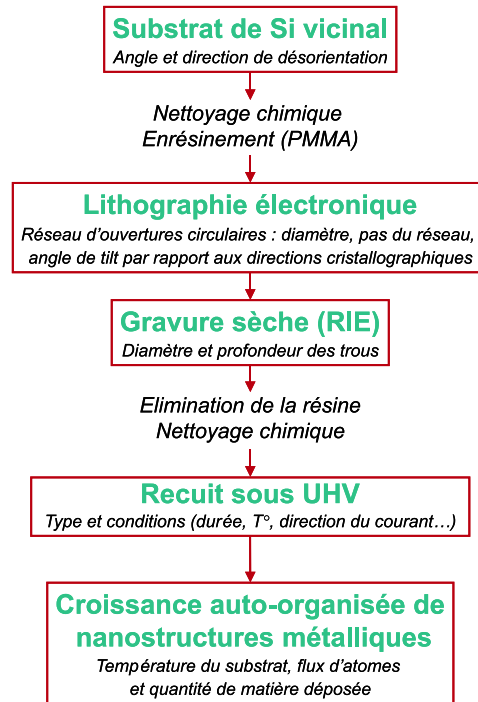 Substrat de Si vicinal
Angle et direction de désorientation
Nettoyage chimique
Enrésinement (PMMA)
Lithographie électronique
Réseau d'ouvertures circulaires : diamètre, pas du réseau,
angle de tilt par rapport aux directions cristallographiques
Gravure sèche (RIE)
Diamètre et profondeur des trous
Elimination de la résine
Nettoyage chimique
Recuit sous UHV
Type et conditions (durée, T°, direction du courant…)
Croissance auto-organisée de
nanostructures métalliques
Température du substrat, flux d'atomes
et quantité de matière déposée